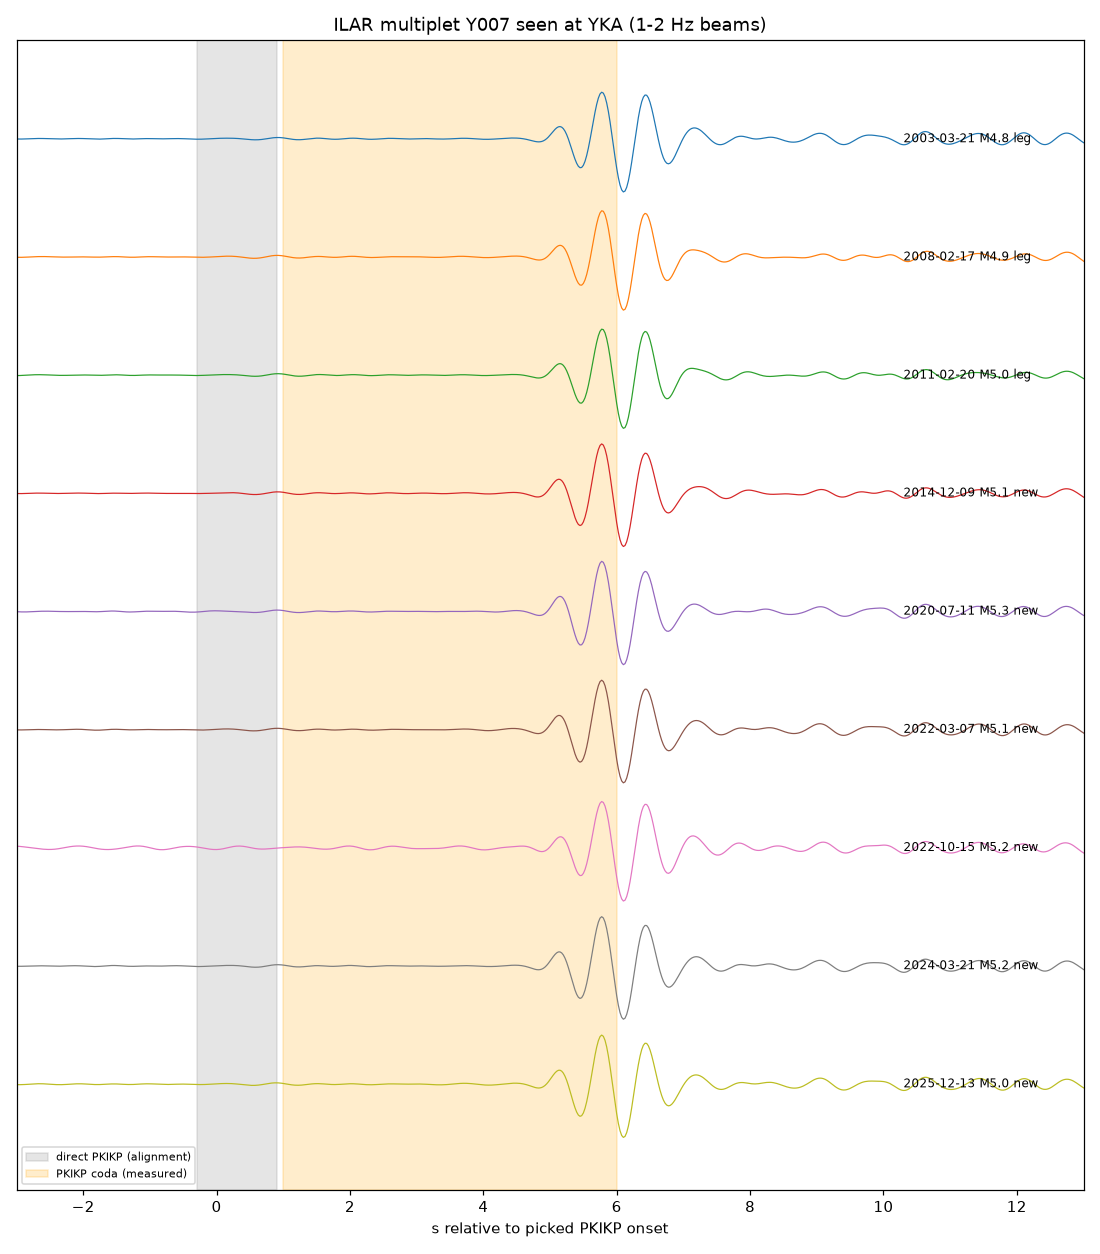 ILAR multiplet Y007 seen at YKA (1-2 Hz beams)
2003-03-21 M4.8 leg
2008-02-17 M4.9 leg
2011-02-20 M5.0 leg
2014-12-09 M5.1 new
2020-07-11 M5.3 new
2022-03-07 M5.1 new
2022-10-15 M5.2 new
2024-03-21 M5.2 new
2025-12-13 M5.0 new
direct PKIKP (alignment)
PKIKP coda (measured)
−2 0 2 4 6 8 10 12
s relative to picked PKIKP onset